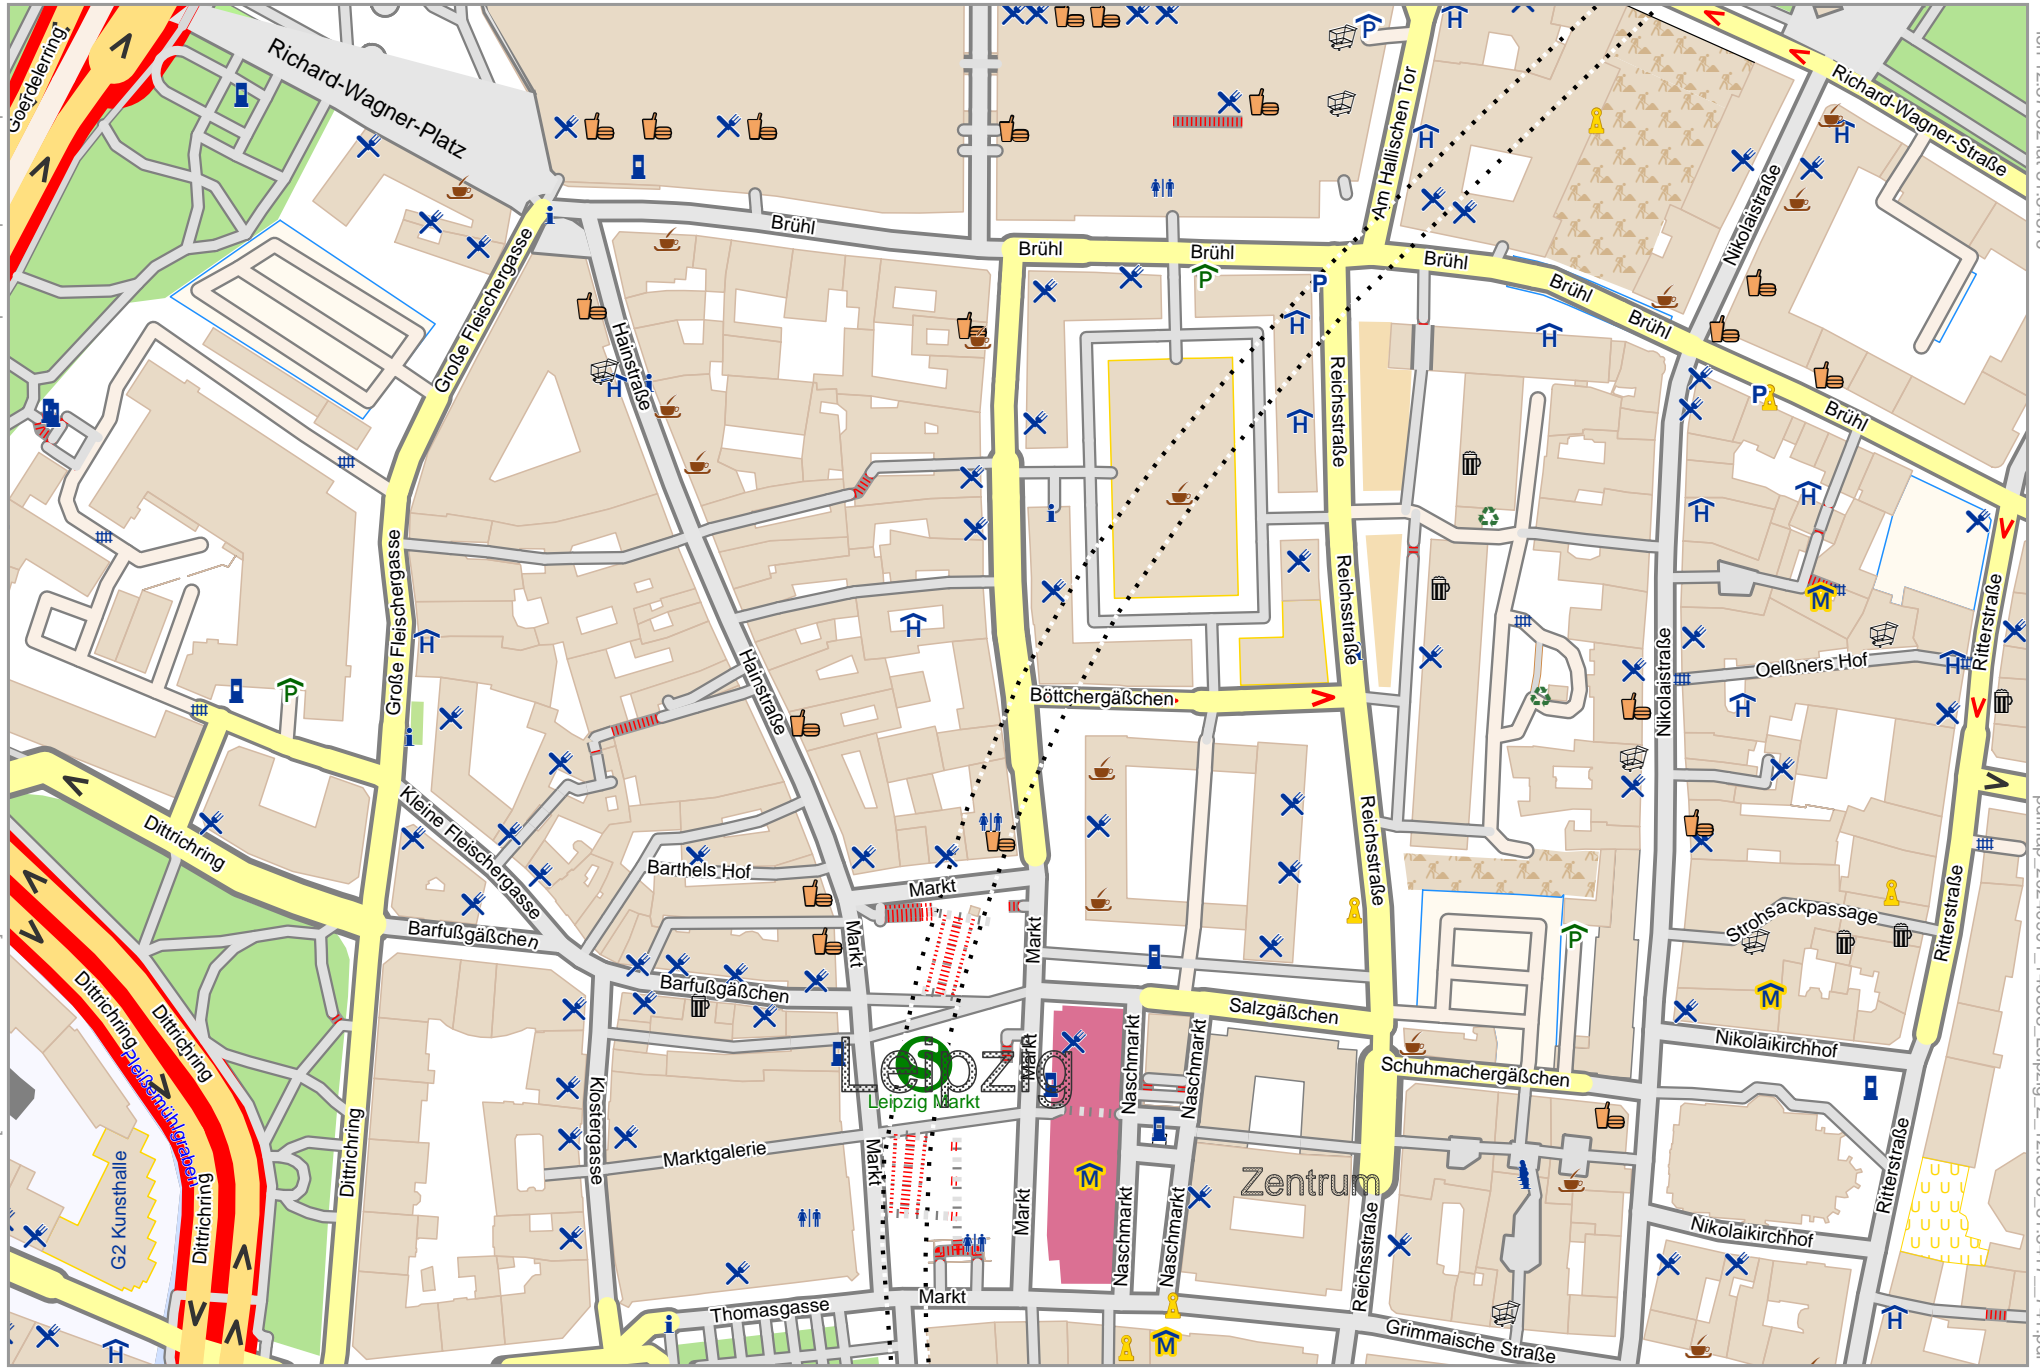 Goerdelerring
Richard-Wagner-Platz
Am Hallischen Tor
Richard-Wagner-Straße
Nikolaistraße
Brühl
Brühl
Brühl
Brühl
Brühl
Brühl
Brühl
Große Fleischergasse
Hainstraße
Reichsstraße
Große Fleischergasse
Reichsstraße
Ritterstraße
Nikolaistraße
Oelßners Hof
Hainstraße
Böttchergäßchen
Kleine Fleischergasse
Dittrichring
Reichsstraße
Barthels Hof
Markt
Strohsackpassage
Ritterstraße
Barfußgäßchen
Markt
Markt
Barfußgäßchen
Salzgäßchen
Dittrichring
Dittrichring
Pleißemühlgraben
Nikolaikirchhof
Schuhmachergäßchen
Leipzig
Leipzig Markt
Markt
Naschmarkt
Naschmarkt
Klostergasse
Dittrichring
Marktgalerie
Markt
Zentrum
Ritterstraße
G2 Kunsthalle
Dittrichring
Markt
Naschmarkt
Naschmarkt
Reichsstraße
Nikolaikirchhof
Thomasgasse
Markt
Grimmaische Straße